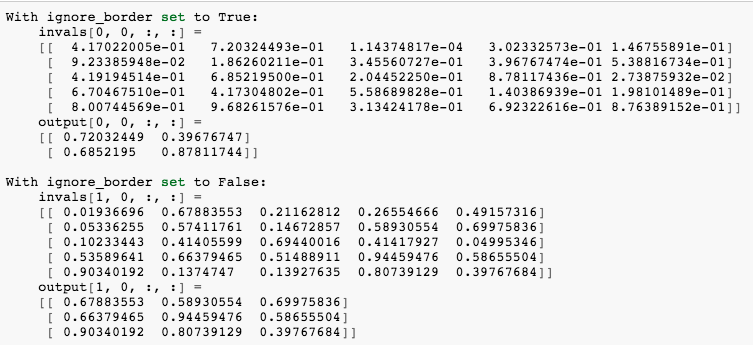 With ignore_border set to True:
    invals[0, 0, :, :] =
    [[  4.17022005e-01   7.20324493e-01   1.14374817e-04   3.02332573e-01 1.46755891e-01]
     [  9.23385948e-02   1.86260211e-01   3.45560727e-01   3.96767474e-01 5.38816734e-01]
     [  4.19194514e-01   6.85219500e-01   2.04452250e-01   8.78117436e-01 2.73875932e-02]
     [  6.70467510e-01   4.17304802e-01   5.58689828e-01   1.40386939e-01 1.98101489e-01]
     [  8.00744569e-01   9.68261576e-01   3.13424178e-01   6.92322616e-01 8.76389152e-01]]
    output[0, 0, :, :] =
    [[ 0.72032449  0.39676747]
     [ 0.6852195   0.87811744]]
With ignore_border set to False:
    invals[1, 0, :, :] =
    [[ 0.01936696  0.67883553  0.21162812  0.26554666  0.49157316]
     [ 0.05336255  0.57411761  0.14672857  0.58930554  0.69975836]
     [ 0.10233443  0.41405599  0.69440016  0.41417927  0.04995346]
     [ 0.53589641  0.66379465  0.51488911  0.94459476  0.58655504]
     [ 0.90340192  0.1374747   0.13927635  0.80739129  0.39767684]]
    output[1, 0, :, :] =
    [[ 0.67883553  0.58930554  0.69975836]
     [ 0.66379465  0.94459476  0.58655504]
     [ 0.90340192  0.80739129  0.39767684]]